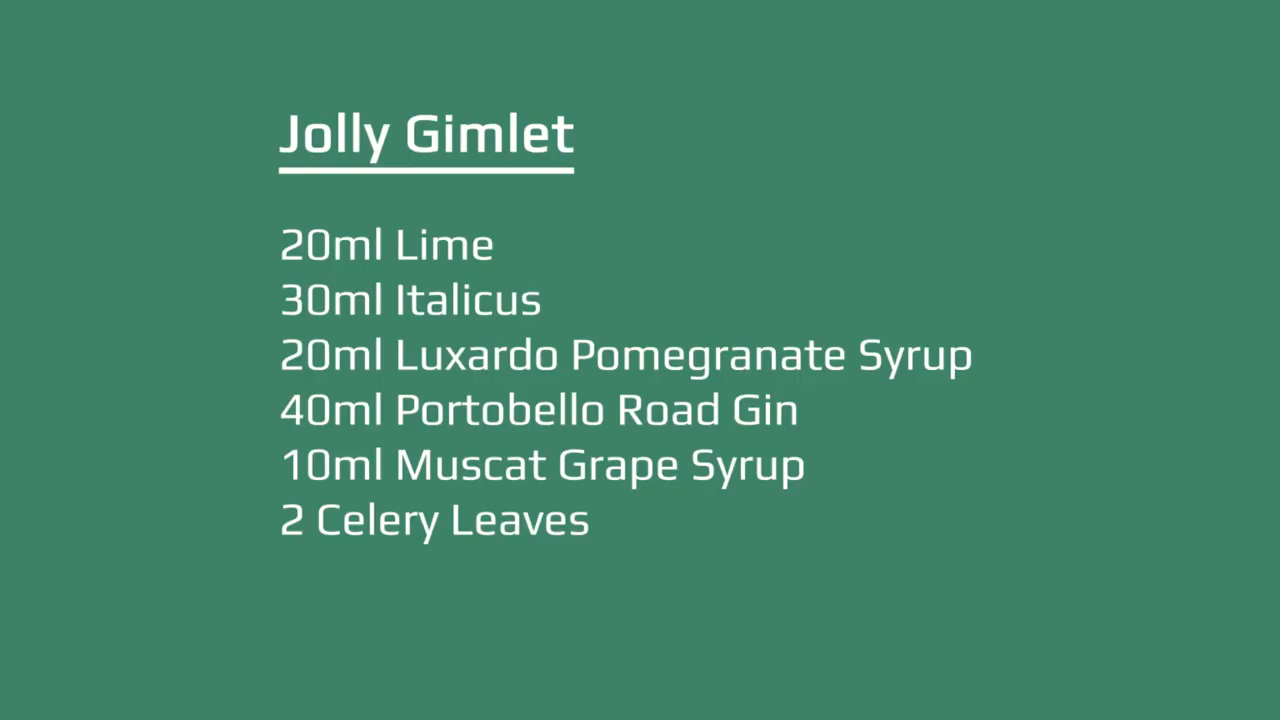 Jolly Gimlet
20ml Lime
30ml Italicus
20ml Luxardo Pomegranate Syrup
40ml Portobello Road Gin
10ml Muscat Grape Syrup
2 Celery Leaves